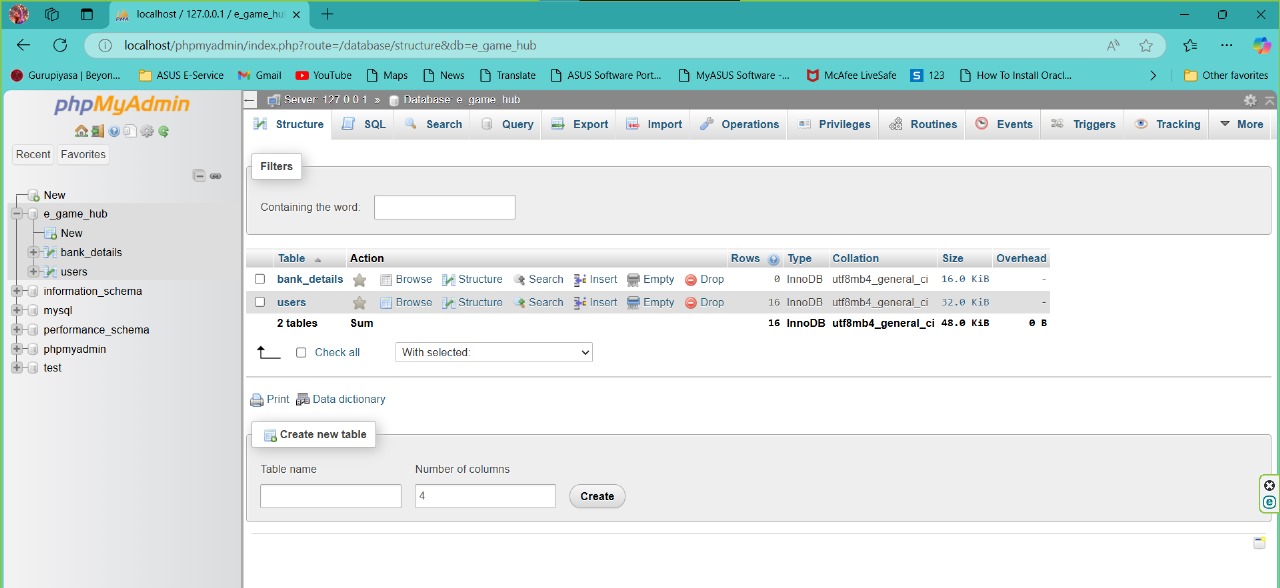 localhost / 127.0.0.1 / e_game_hu
localhost/phpmyadmin/index.php?route=/database/structure&db=e_game_hub
Gurupiyasa | Beyon... ASUS E-Service Gmail YouTube Maps News Translate ASUS Software Port... MyASUS Software -... McAfee LiveSafe S 123 How To Install Oracl... Other favorites
phpMyAdmin
Recent Favorites
New
e_game_hub
New
bank_details
users
information_schema
mysql
performance_schema
phpmyadmin
test
Server: 127.0.0.1 » Database: e_game_hub
Structure SQL Search Query Export Import Operations Privileges Routines Events Triggers Tracking More
Filters
Containing the word:
Table Action Rows Type Collation Size Overhead
bank_details Browse Structure Search Insert Empty Drop 0 InnoDB utf8mb4_general_ci 16.0 KiB -
users Browse Structure Search Insert Empty Drop 16 InnoDB utf8mb4_general_ci 32.0 KiB -
2 tables Sum 16 InnoDB utf8mb4_general_ci 48.0 KiB 0 B
Check all With selected:
Print Data dictionary
Create new table
Table name Number of columns
4 Create